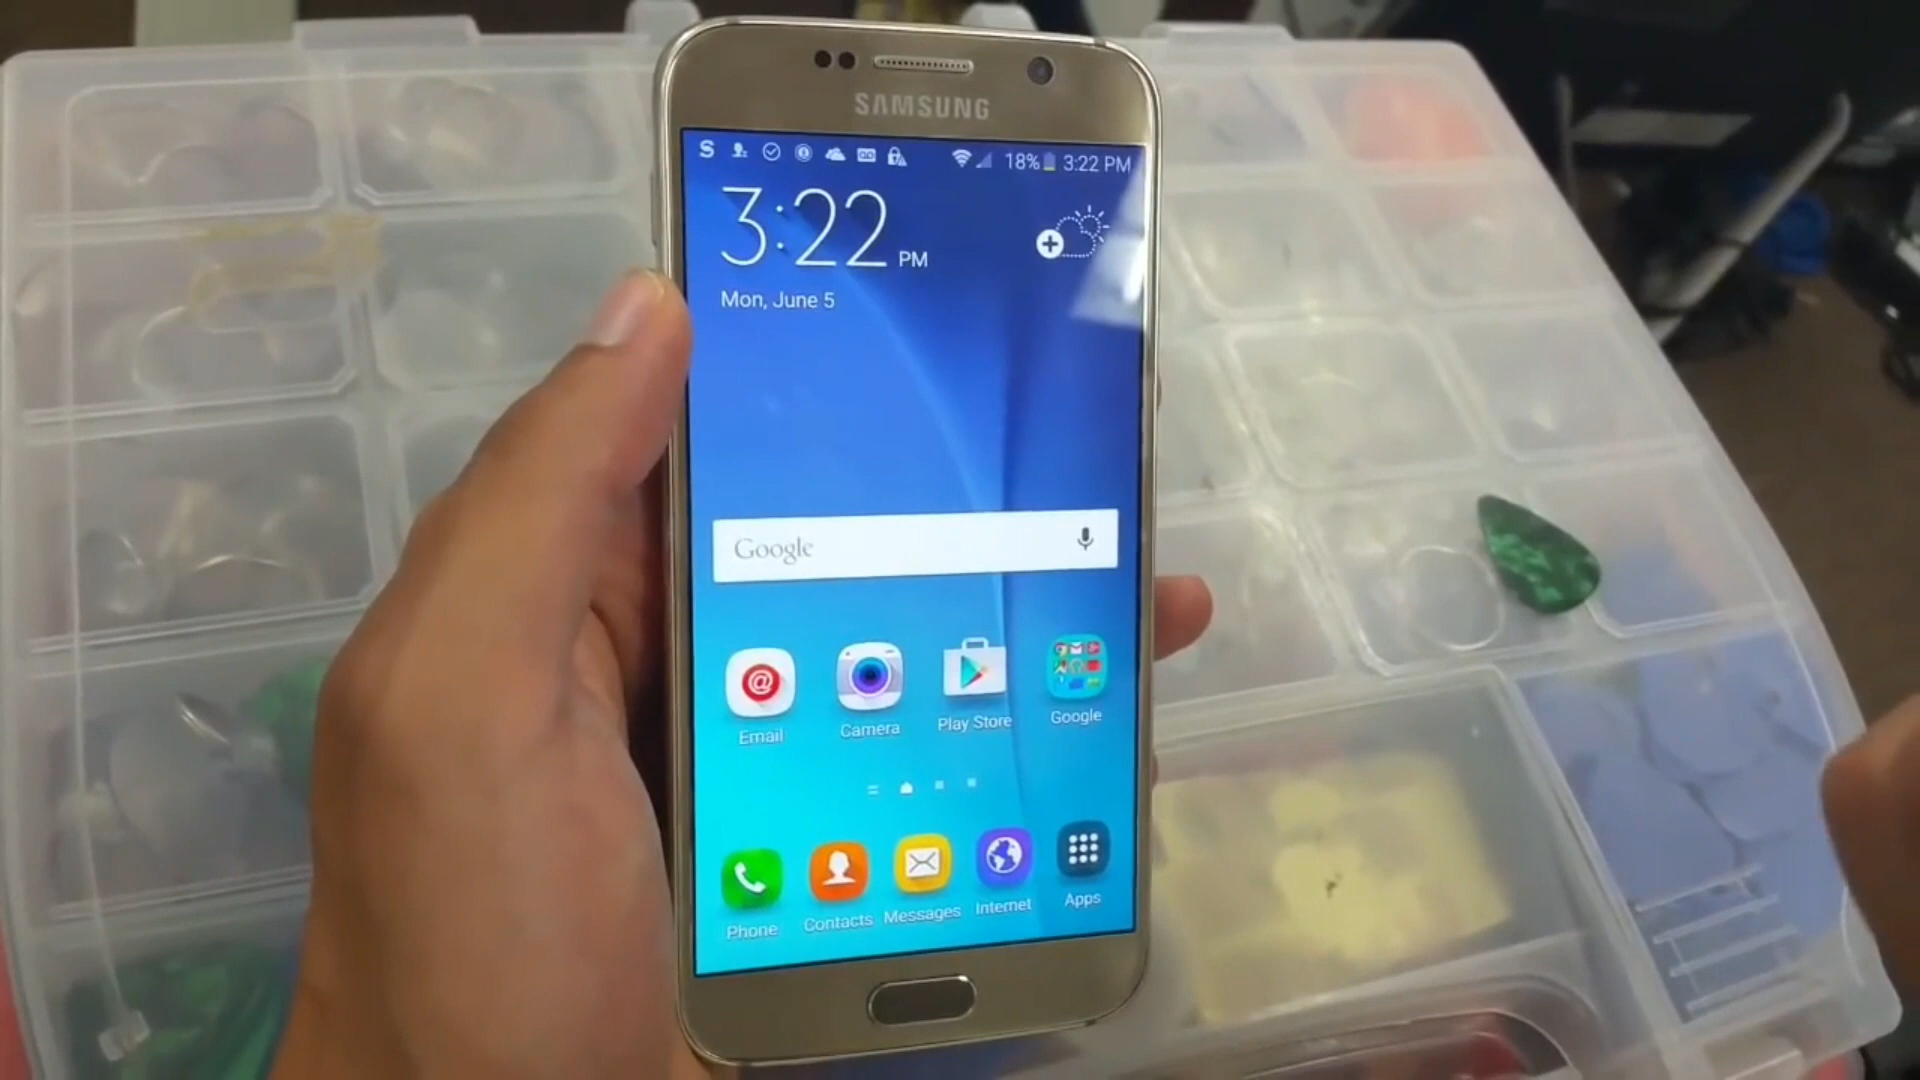 SAMSUNG
S 18% 3:22 PM
3:22 PM
Mon, June 5
Google
Email Camera Play Store Google
Phone Contacts Messages Internet Apps